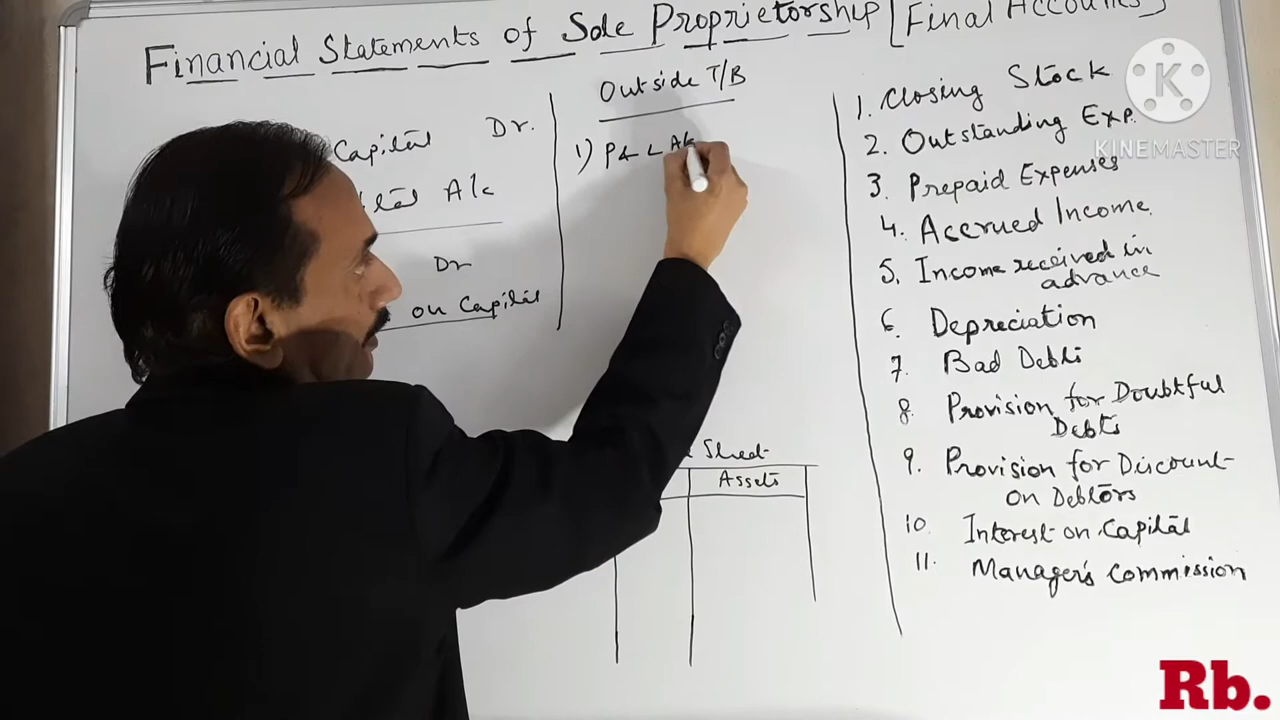 Financial Statements of Sole Proprietorship [Final Accounts]
Capital Dr.
A/c
Dr
on Capital
Outside T/B
1) P&L A/c
Sheet
Assets
1. Closing Stock
2. Outstanding Exp.
3. Prepaid Expenses
4. Accrued Income.
5. Income received in
advance
6. Depreciation
7. Bad Debts
8. Provision for Doubtful
Debts
9. Provision for Discount
on Debtors
10. Interest on Capital
11. Manager's Commission
K
KINEMASTER
Rb.